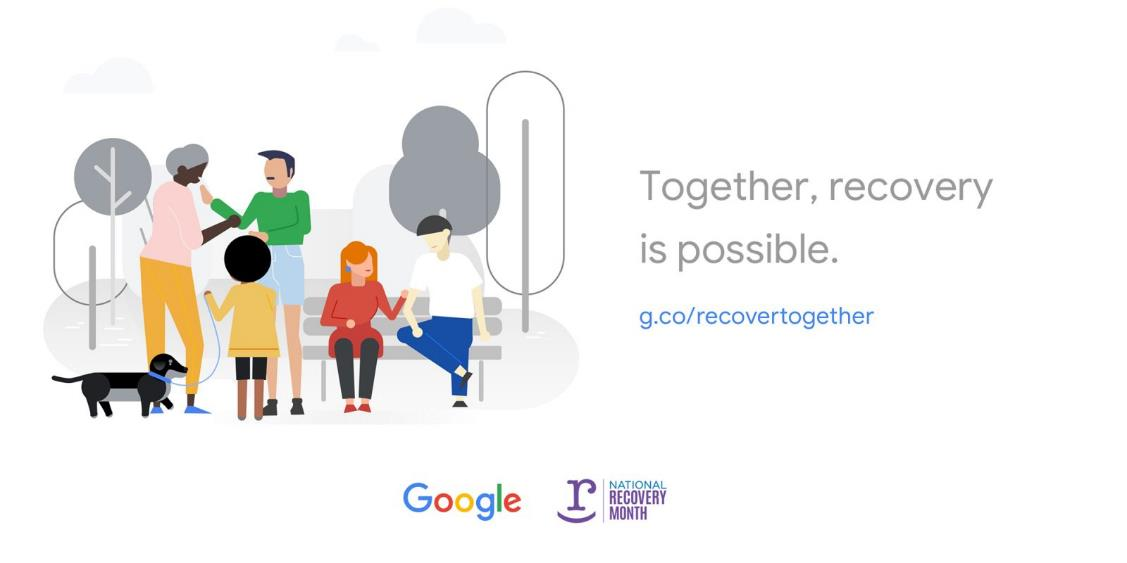 Together, recovery
is possible.
g.co/recovertogether
Google
r
NATIONAL
RECOVERY
MONTH